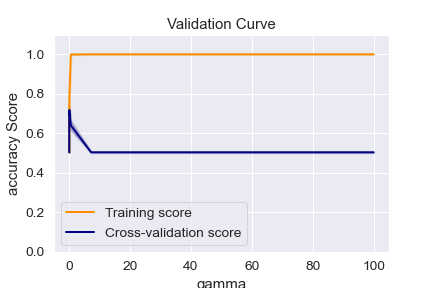 Validation Curve
accuracy Score
1.0
0.8
0.6
0.4
0.2
0.0
Training score
Cross-validation score
0 20 40 60 80 100
gamma